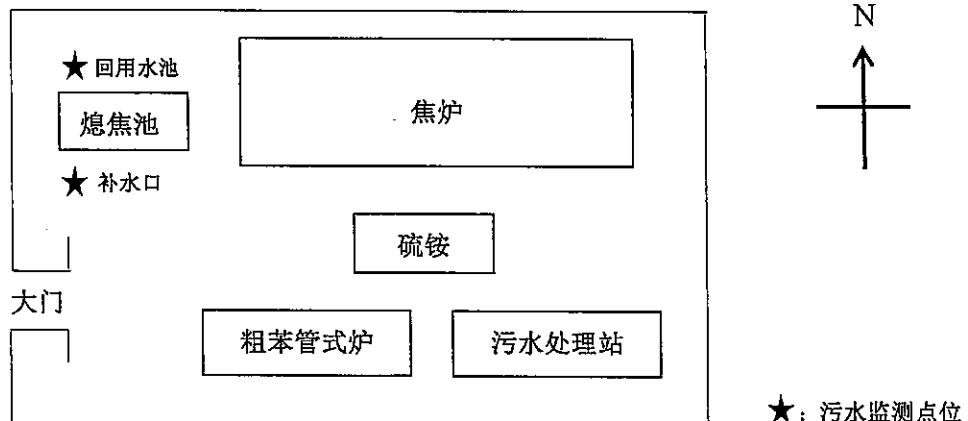 N
★ 回用水池
熄焦池
焦炉
★ 补水口
硫铵
大门
粗苯管式炉
污水处理站
★：污水监测点位